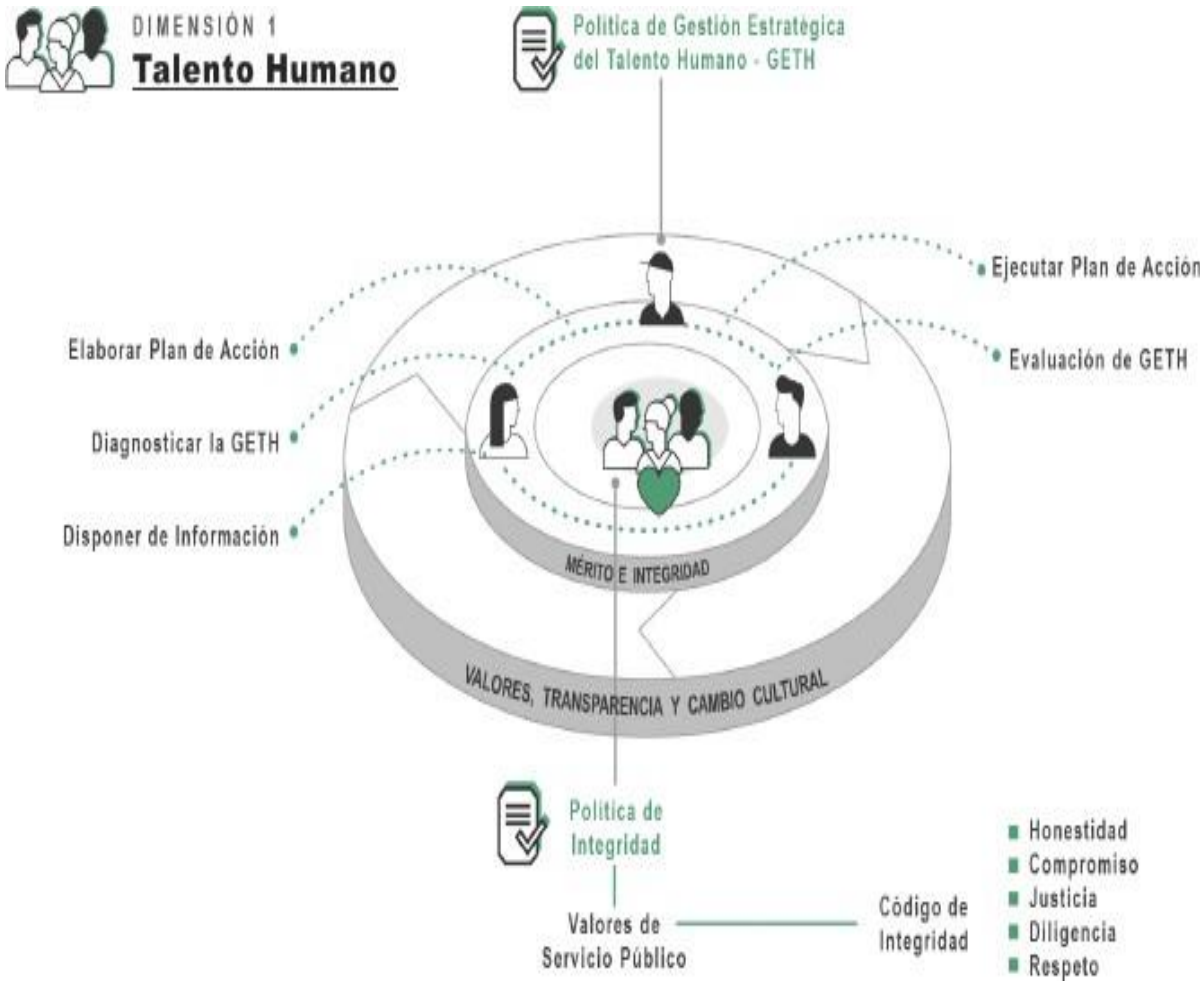 DIMENSIÓN 1
Talento Humano
Política de Gestión Estratégica
del Talento Humano - GETH
Ejecutar Plan de Acción
Elaborar Plan de Acción
Evaluación de GETH
Diagnosticar la GETH
Disponer de Información
MÉRITO E INTEGRIDAD
VALORES, TRANSPARENCIA Y CAMBIO CULTURAL
Política de
Integridad
Valores de
Servicio Público
Código de
Integridad
Honestidad
Compromiso
Justicia
Diligencia
Respeto